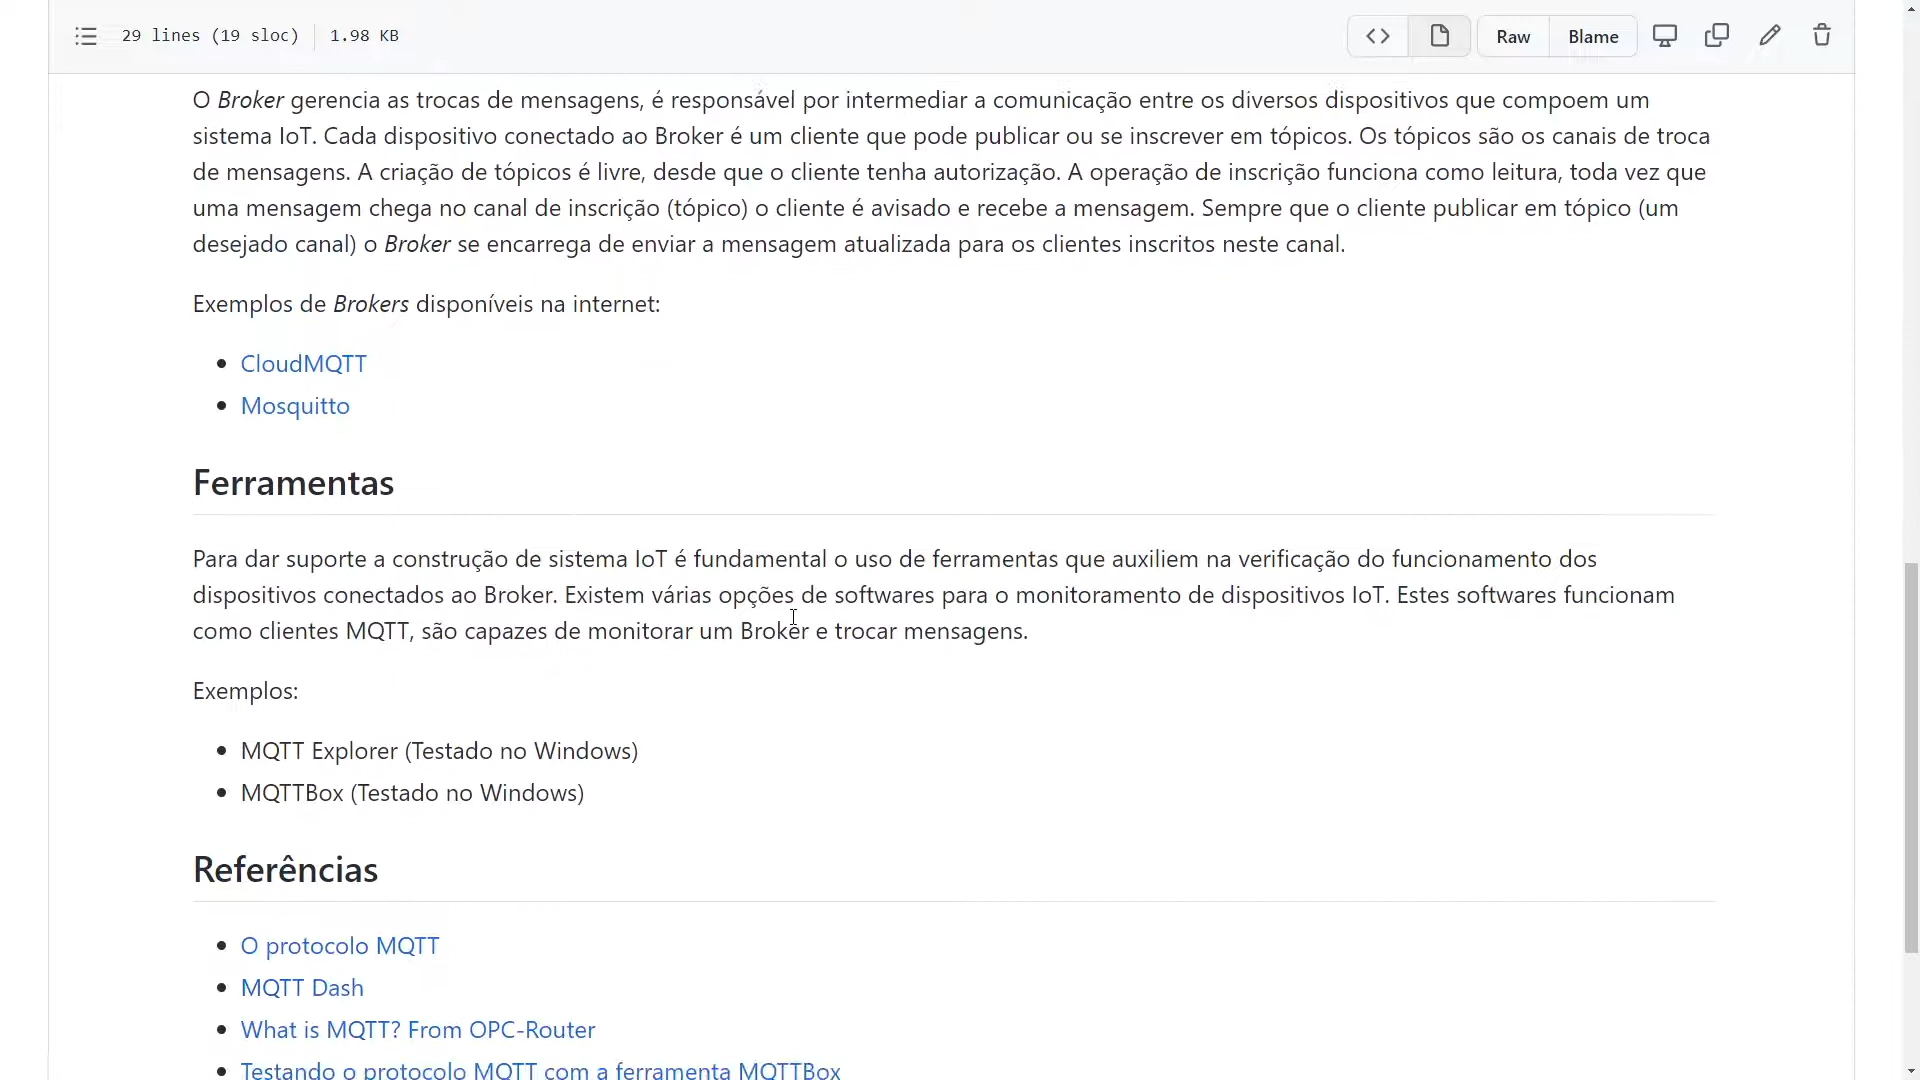 29 lines (19 sloc) 1.98 KB Raw Blame
O Broker gerencia as trocas de mensagens, é responsável por intermediar a comunicação entre os diversos dispositivos que compoem um
sistema IoT. Cada dispositivo conectado ao Broker é um cliente que pode publicar ou se inscrever em tópicos. Os tópicos são os canais de troca
de mensagens. A criação de tópicos é livre, desde que o cliente tenha autorização. A operação de inscrição funciona como leitura, toda vez que
uma mensagem chega no canal de inscrição (tópico) o cliente é avisado e recebe a mensagem. Sempre que o cliente publicar em tópico (um
desejado canal) o Broker se encarrega de enviar a mensagem atualizada para os clientes inscritos neste canal.
Exemplos de Brokers disponíveis na internet:
CloudMQTT
Mosquitto
Ferramentas
Para dar suporte a construção de sistema IoT é fundamental o uso de ferramentas que auxiliem na verificação do funcionamento dos
dispositivos conectados ao Broker. Existem várias opções de softwares para o monitoramento de dispositivos IoT. Estes softwares funcionam
como clientes MQTT, são capazes de monitorar um Broker e trocar mensagens.
Exemplos:
MQTT Explorer (Testado no Windows)
MQTTBox (Testado no Windows)
Referências
O protocolo MQTT
MQTT Dash
What is MQTT? From OPC-Router
Testando o protocolo MQTT com a ferramenta MQTTBox